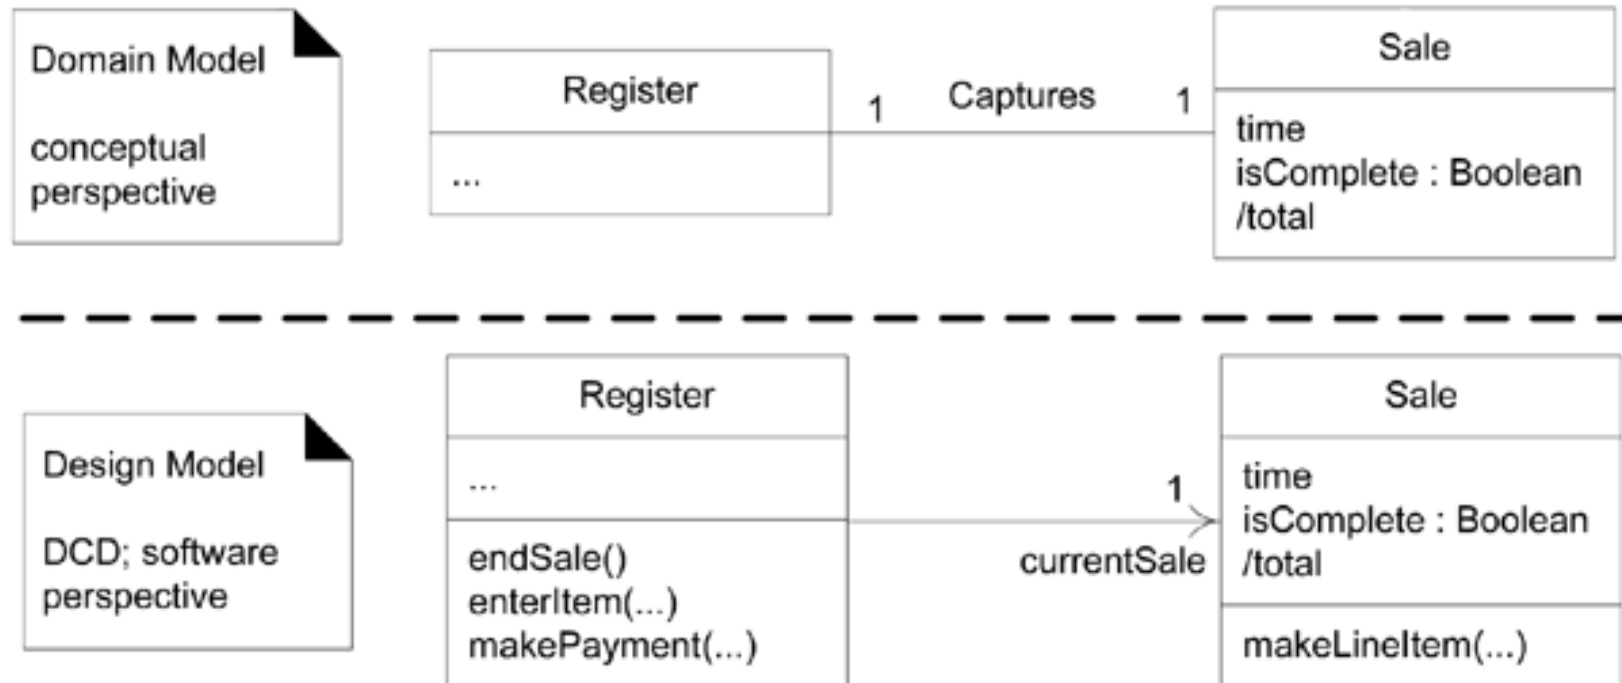 Domain Model
conceptual
perspective
Register
...
1 Captures 1
Sale
time
isComplete : Boolean
/total
Design Model
DCD; software
perspective
Register
...
endSale()
enterItem(...)
makePayment(...)
1
currentSale
Sale
time
isComplete : Boolean
/total
makeLineItem(...)